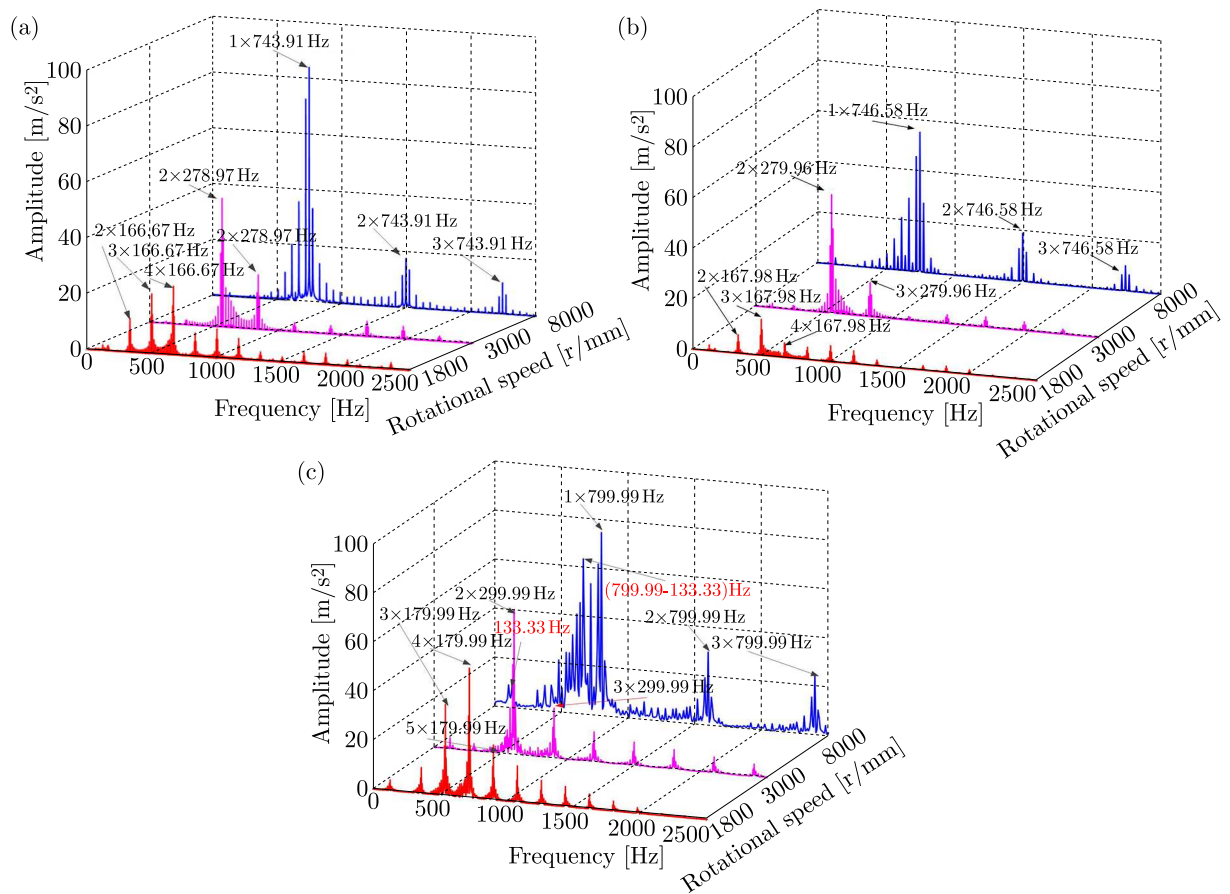 (a)
1×743.91 Hz
2×278.97 Hz
2×166.67 Hz
3×166.67 Hz
4×166.67 Hz
2×278.97 Hz
2×743.91 Hz
3×743.91 Hz
Amplitude [m/s²]
100
80
60
40
20
0
0
500
1000
1500
2000
2500
Frequency [Hz]
1800
3000
8000
Rotational speed [r/mm]
(b)
1×746.58 Hz
2×279.96 Hz
2×746.58 Hz
3×746.58 Hz
2×167.98 Hz
3×167.98 Hz
3×279.96 Hz
4×167.98 Hz
Amplitude [m/s²]
100
80
60
40
20
0
0
500
1000
1500
2000
2500
Frequency [Hz]
1800
3000
8000
Rotational speed [r/mm]
(c)
1×799.99 Hz
(799.99-133.33)Hz
2×299.99 Hz
3×179.99 Hz
133.33 Hz
4×179.99 Hz
2×799.99 Hz
3×799.99 Hz
3×299.99 Hz
5×179.99 Hz
Amplitude [m/s²]
100
80
60
40
20
0
0
500
1000
1500
2000
2500
Frequency [Hz]
1800
3000
8000
Rotational speed [r/mm]